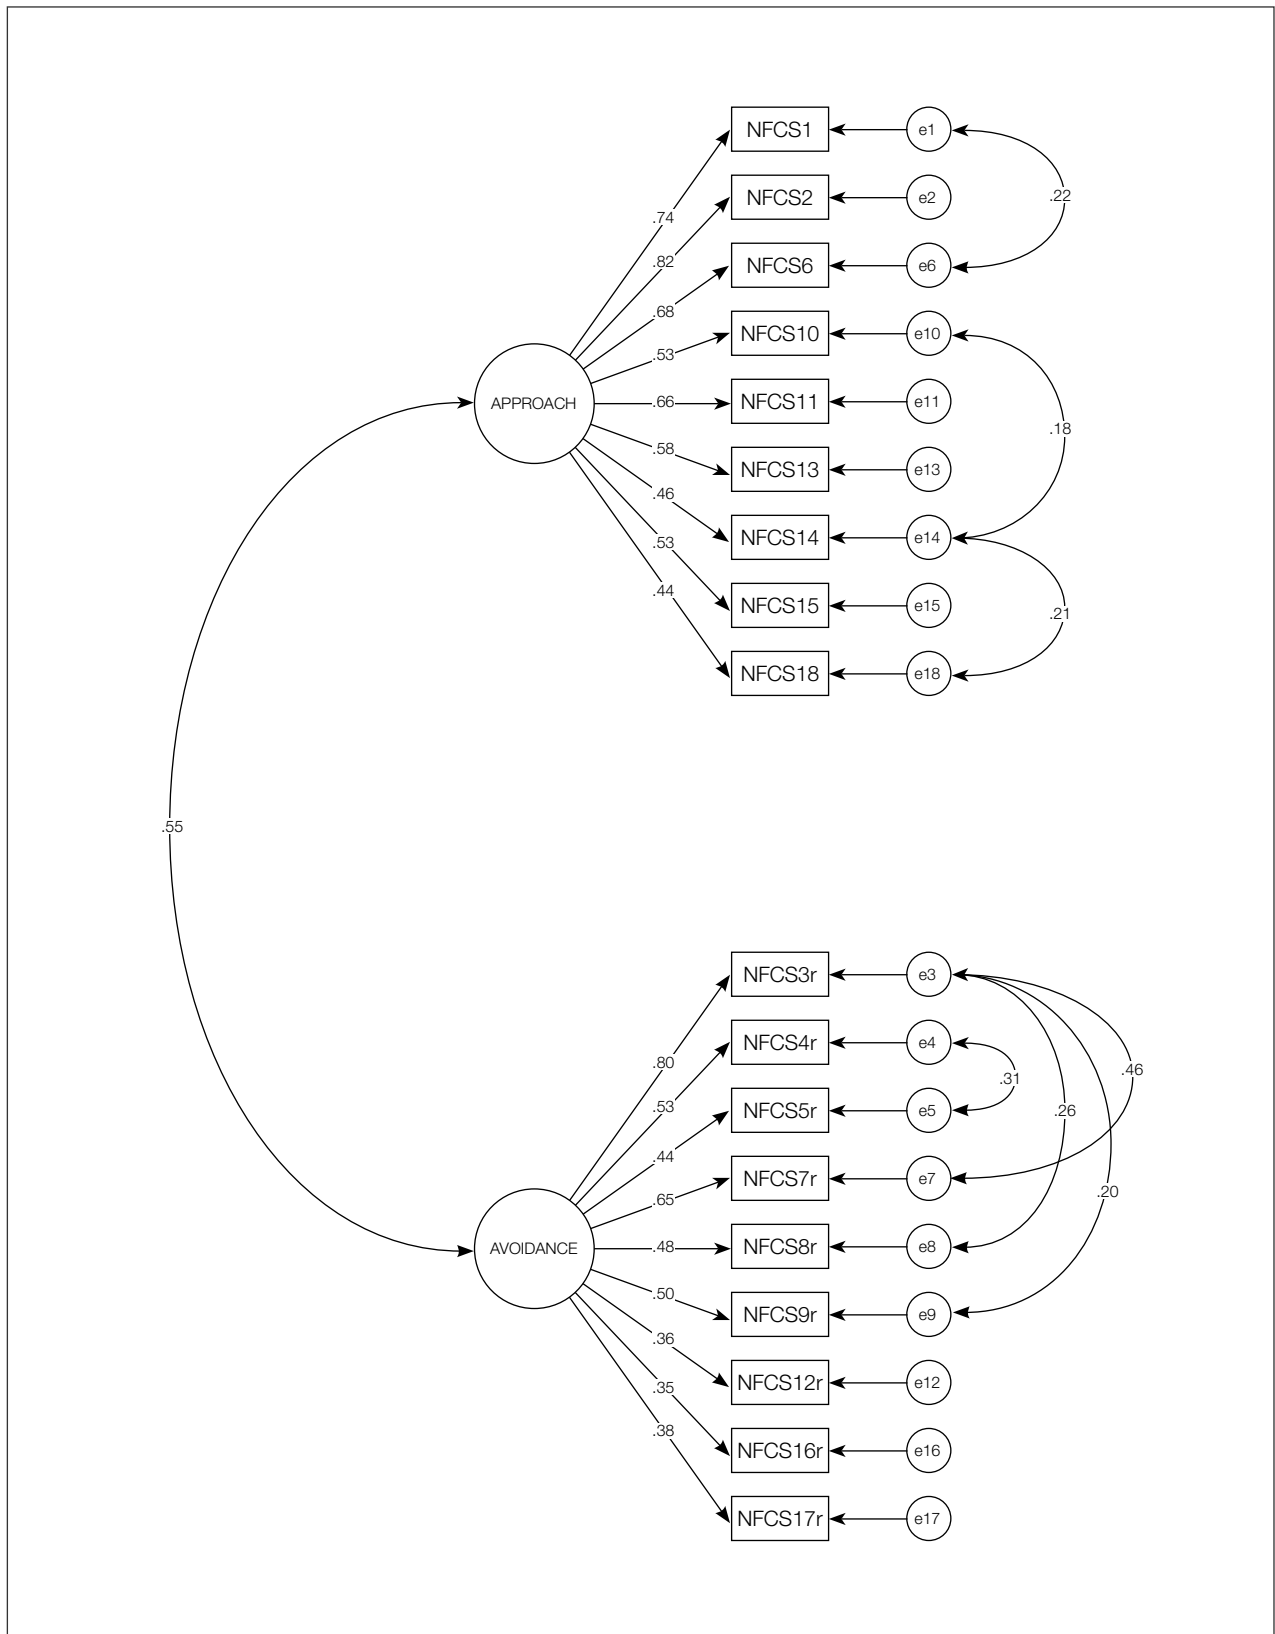 NFCS1
e1
.74
NFCS2
e2
.22
.82
NFCS6
e6
.68
NFCS10
e10
.53
APPROACH
.66
NFCS11
e11
.18
.58
NFCS13
e13
.46
NFCS14
e14
.53
.44
NFCS15
e15
.21
NFCS18
e18
.55
NFCS3r
e3
.80
NFCS4r
e4
.31
.46
.53
NFCS5r
e5
.26
.44
NFCS7r
e7
.65
.20
AVOIDANCE
.48
NFCS8r
e8
.50
NFCS9r
e9
.36
.35
NFCS12r
e12
.38
NFCS16r
e16
NFCS17r
e17